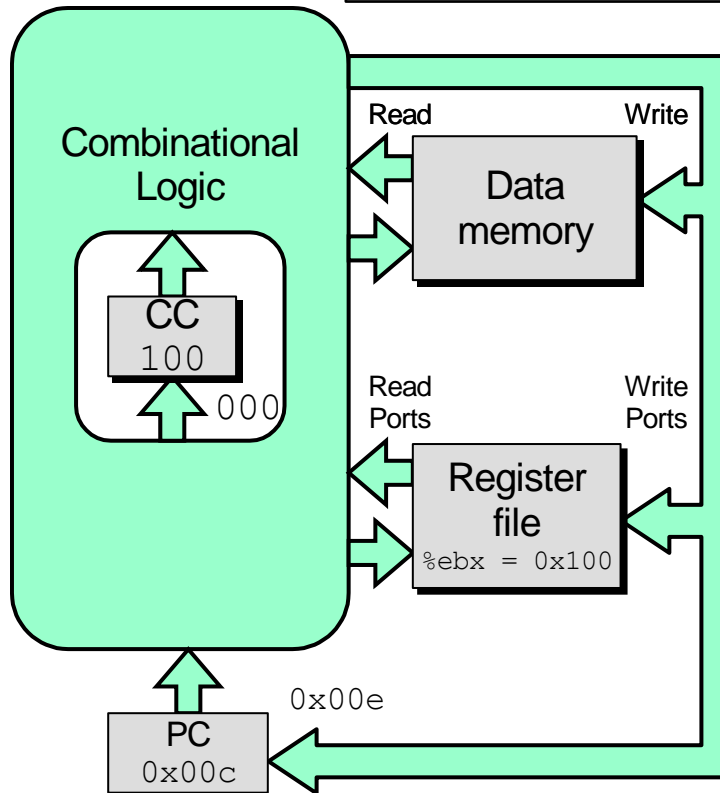 Read
Write
Combinational
Logic
Data
memory
CC
100
000
Read
Ports
Write
Ports
Register
file
%ebx = 0x100
0x00e
PC
0x00c